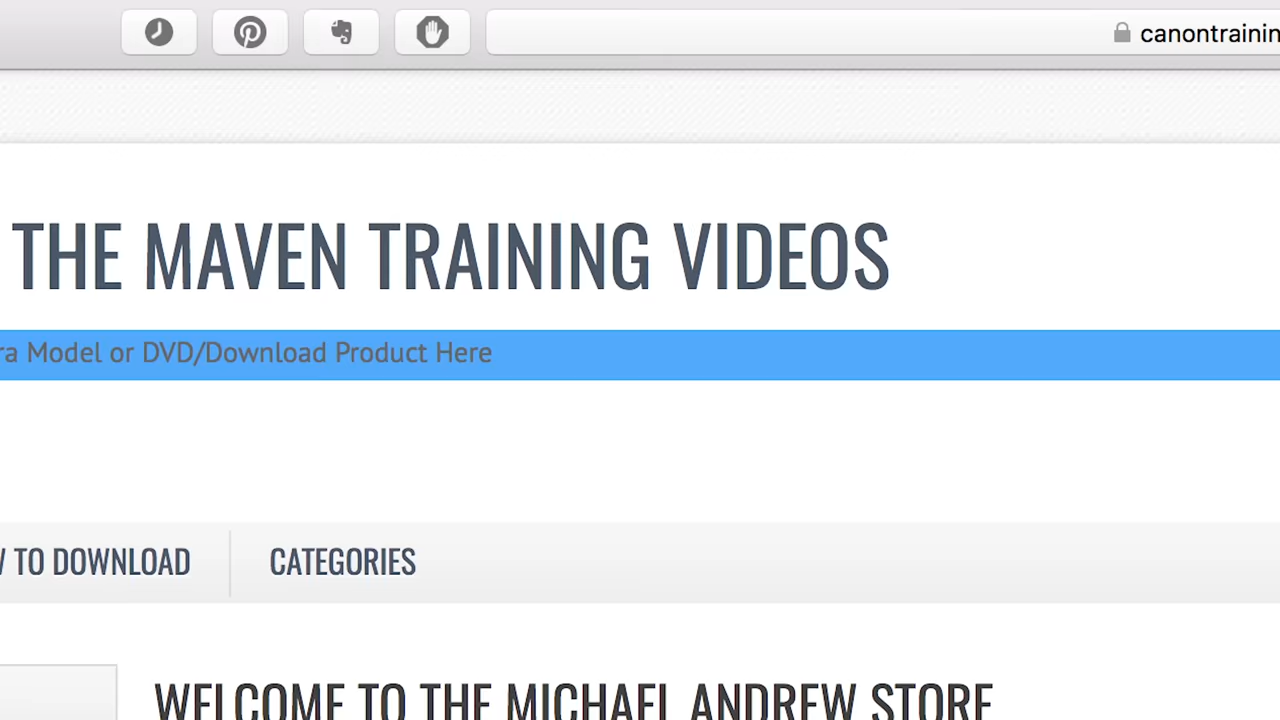 canontrainin
THE MAVEN TRAINING VIDEOS
ra Model or DVD/Download Product Here
W TO DOWNLOAD
CATEGORIES
WELCOME TO THE MICHAEL ANDREW STORE